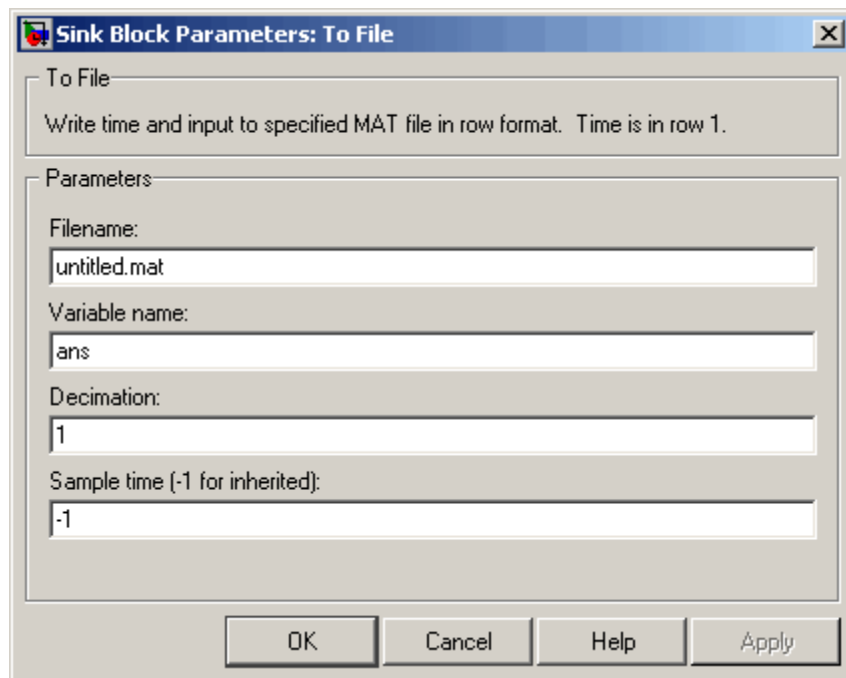 Sink Block Parameters: To File
To File
Write time and input to specified MAT file in row format.  Time is in row 1.
Parameters
Filename:
untitled.mat
Variable name:
ans
Decimation:
1
Sample time (-1 for inherited):
-1
OK Cancel Help Apply